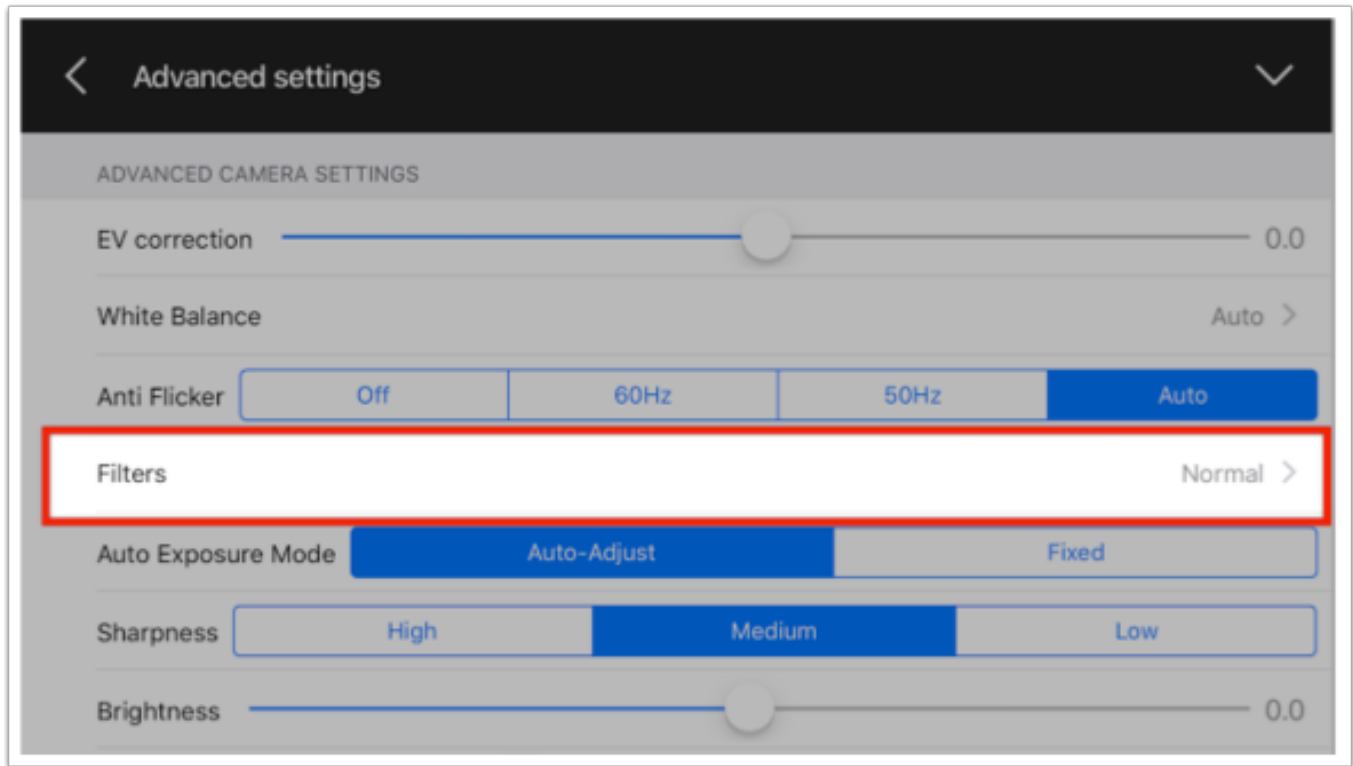 Advanced settings
ADVANCED CAMERA SETTINGS
EV correction 0.0
White Balance Auto
Anti Flicker Off 60Hz 50Hz Auto
Filters Normal
Auto Exposure Mode Auto-Adjust Fixed
Sharpness High Medium Low
Brightness 0.0